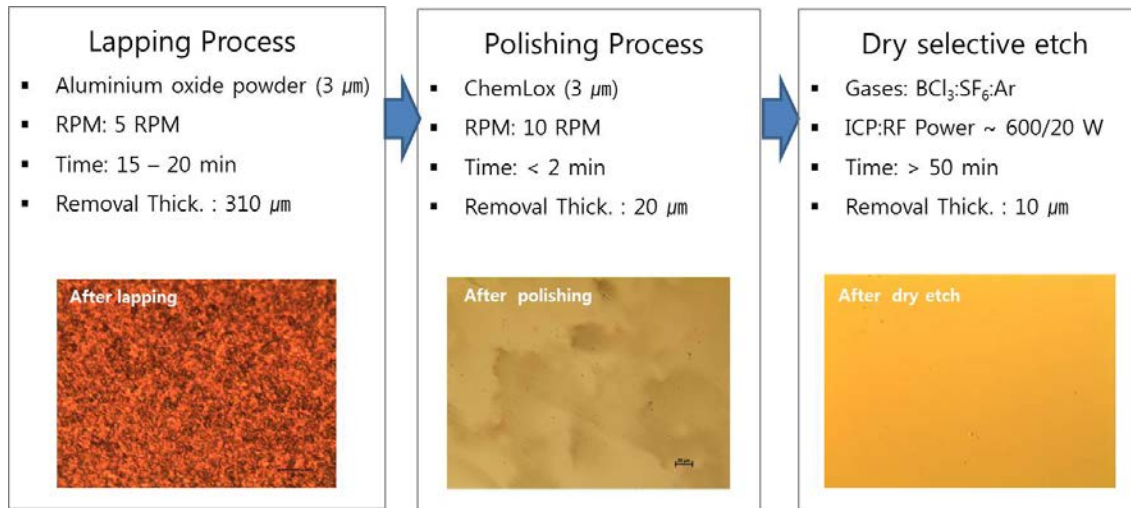 Lapping Process
▪ Aluminium oxide powder (3 ㎛)
▪ RPM: 5 RPM
▪ Time: 15 – 20 min
▪ Removal Thick. : 310 ㎛
After lapping
Polishing Process
▪ ChemLox (3 ㎛)
▪ RPM: 10 RPM
▪ Time: < 2 min
▪ Removal Thick. : 20 ㎛
After polishing
Dry selective etch
▪ Gases: BCl₃:SF₆:Ar
▪ ICP:RF Power ~ 600/20 W
▪ Time: > 50 min
▪ Removal Thick. : 10 ㎛
After dry etch